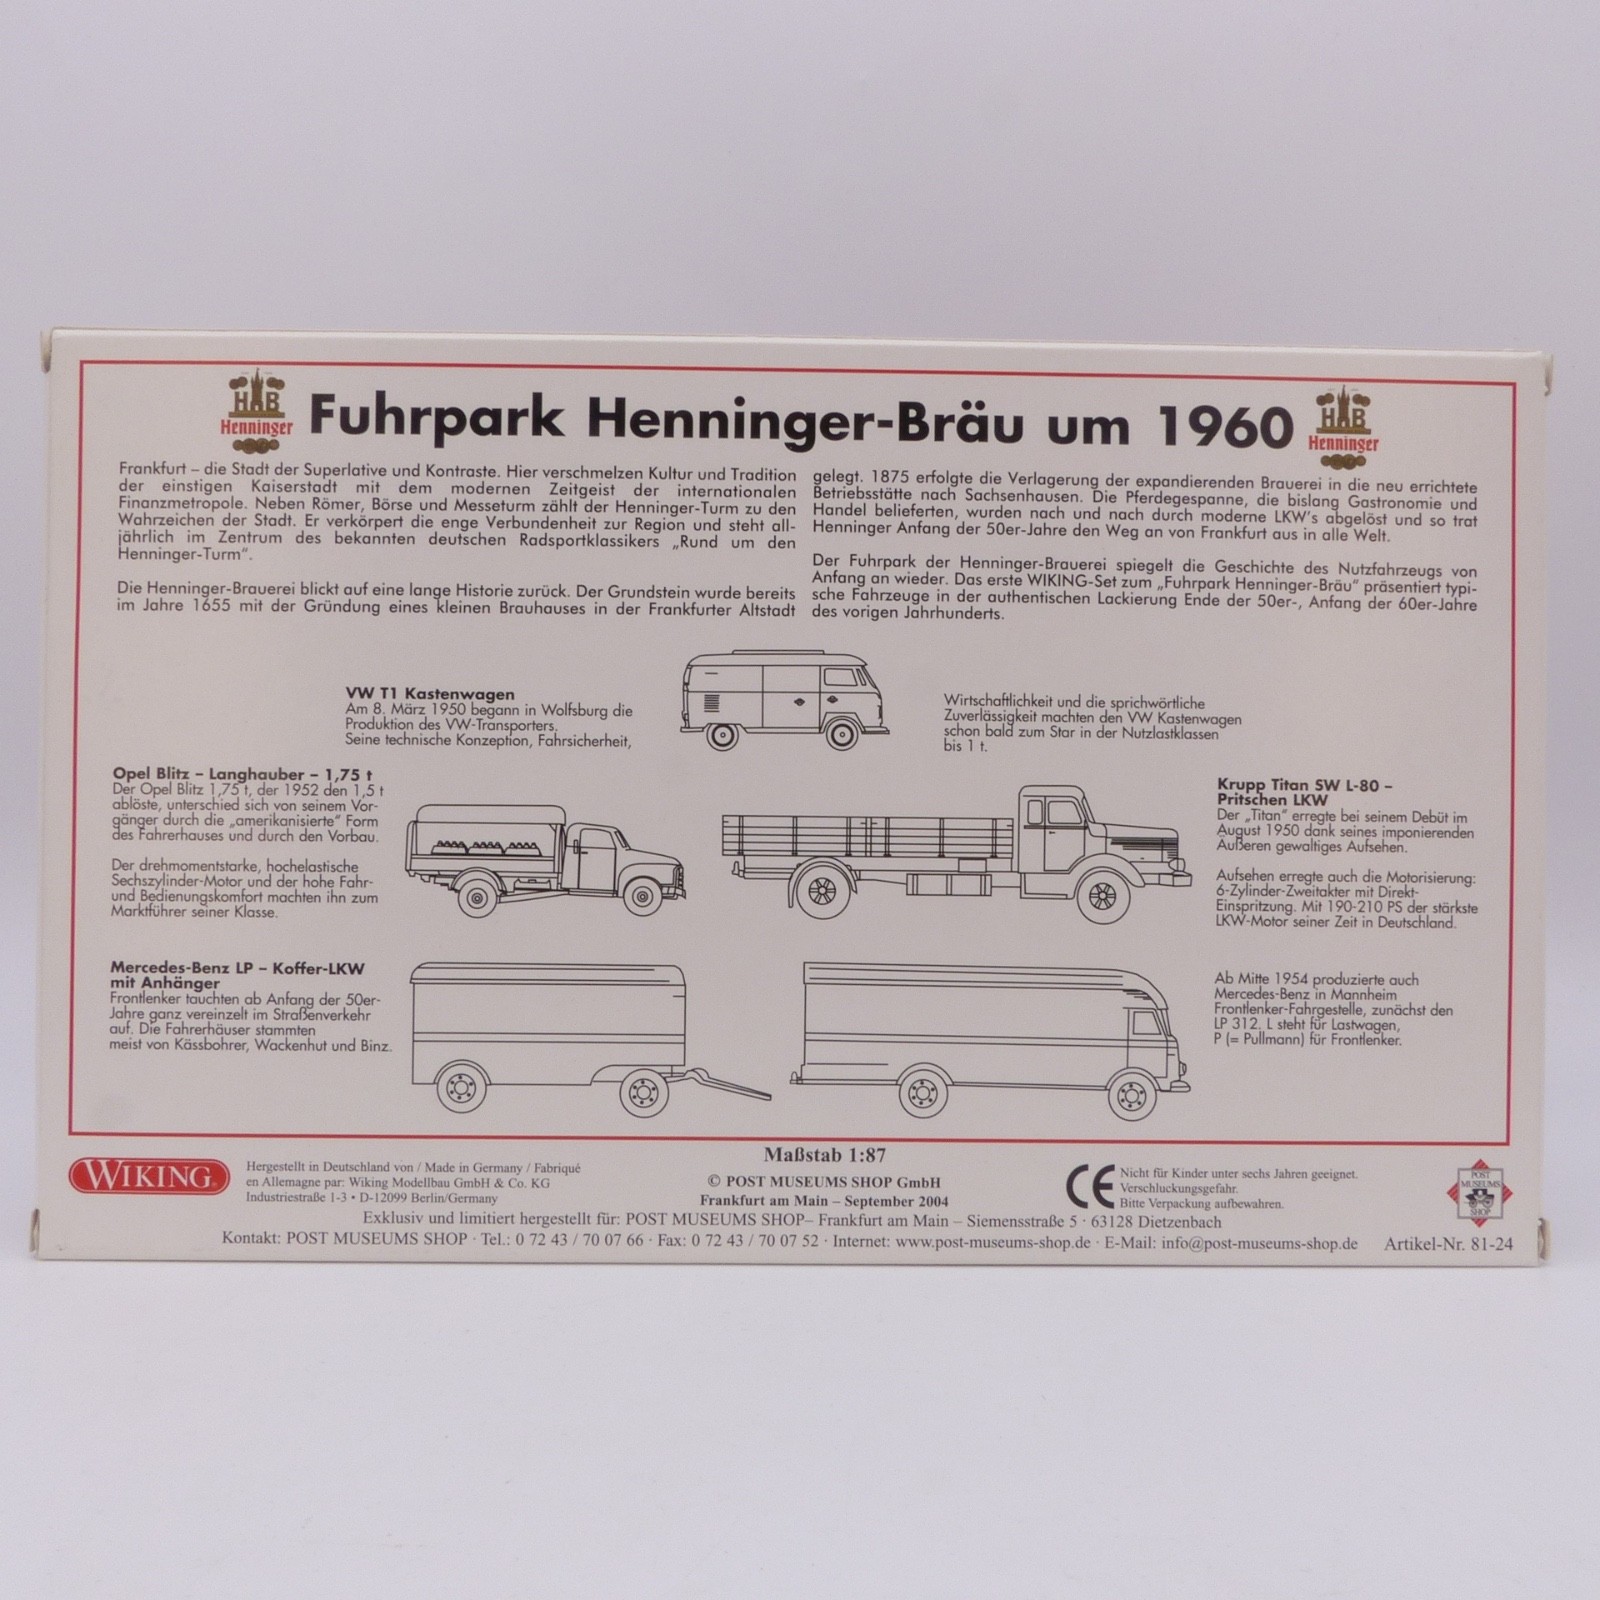 HB
Henninger
Fuhrpark Henninger-Bräu um 1960
HB
Henninger
Frankfurt – die Stadt der Superlative und Kontraste. Hier verschmelzen Kultur und Tradition
der einstigen Kaiserstadt mit dem modernen Zeitgeist der internationalen
Finanzmetropole. Neben Römer, Börse und Messeturm zählt der Henninger-Turm zu den
Wahrzeichen der Stadt. Er verkörpert die enge Verbundenheit zur Region und steht all-
jährlich im Zentrum des bekannten deutschen Radsportklassikers „Rund um den
Henninger-Turm“.
Die Henninger-Brauerei blickt auf eine lange Historie zurück. Der Grundstein wurde bereits
im Jahre 1655 mit der Gründung eines kleinen Brauhauses in der Frankfurter Altstadt
gelegt. 1875 erfolgte die Verlagerung der expandierenden Brauerei in die neu errichtete
Betriebsstätte nach Sachsenhausen. Die Pferdegespanne, die bislang Gastronomie und
Handel belieferten, wurden nach und nach durch moderne LKW's abgelöst und so trat
Henninger Anfang der 50er-Jahre den Weg an von Frankfurt aus in alle Welt.
Der Fuhrpark der Henninger-Brauerei spiegelt die Geschichte des Nutzfahrzeugs von
Anfang an wieder. Das erste WIKING-Set zum „Fuhrpark Henninger-Bräu“ präsentiert typi-
sche Fahrzeuge in der authentischen Lackierung Ende der 50er-, Anfang der 60er-Jahre
des vorigen Jahrhunderts.
VW T1 Kastenwagen
Am 8. März 1950 begann in Wolfsburg die
Produktion des VW-Transporters.
Seine technische Konzeption, Fahrsicherheit,
Wirtschaftlichkeit und die sprichwörtliche
Zuverlässigkeit machten den VW Kastenwagen
schon bald zum Star in der Nutzlastklassen
bis 1 t.
Opel Blitz – Langhauber – 1,75 t
Der Opel Blitz 1,75 t, der 1952 den 1,5 t
ablöste, unterschied sich von seinem Vor-
gänger durch die „amerikanisierte“ Form
des Fahrerhauses und durch den Vorbau.
Der drehmomentstarke, hochelastische
Sechszylinder-Motor und der hohe Fahr-
und Bedienungskomfort machten ihn zum
Marktführer seiner Klasse.
Krupp Titan SW L-80 –
Pritschen LKW
Der „Titan“ erregte bei seinem Debüt im
August 1950 dank seines imponierenden
Äußeren gewaltiges Aufsehen.
Aufsehen erregte auch die Motorisierung:
6-Zylinder-Zweitakter mit Direkt-
Einspritzung. Mit 190-210 PS der stärkste
LKW-Motor seiner Zeit in Deutschland.
Mercedes-Benz LP – Koffer-LKW
mit Anhänger
Frontlenker tauchten ab Anfang der 50er-
Jahre ganz vereinzelt im Straßenverkehr
auf. Die Fahrerhäuser stammten
meist von Kässbohrer, Wackenhut und Binz.
Ab Mitte 1954 produzierte auch
Mercedes-Benz in Mannheim
Frontlenker-Fahrgestelle, zunächst den
LP 312. L steht für Lastwagen,
P (= Pullmann) für Frontlenker.
WIKING
Hergestellt in Deutschland von / Made in Germany / Fabriqué
en Allemagne par: Wiking Modellbau GmbH & Co. KG
Industriestraße 1-3 • D-12099 Berlin/Germany
Maßstab 1:87
© POST MUSEUMS SHOP GmbH
Frankfurt am Main – September 2004
CE
Nicht für Kinder unter sechs Jahren geeignet.
Verschluckungsgefahr.
Bitte Verpackung aufbewahren.
POST
MUSEUMS
SHOP
Exklusiv und limitiert hergestellt für: POST MUSEUMS SHOP– Frankfurt am Main – Siemensstraße 5 · 63128 Dietzenbach
Kontakt: POST MUSEUMS SHOP · Tel.: 0 72 43 / 70 07 66 · Fax: 0 72 43 / 70 07 52 · Internet: www.post-museums-shop.de · E-Mail: info@post-museums-shop.de
Artikel-Nr. 81-24